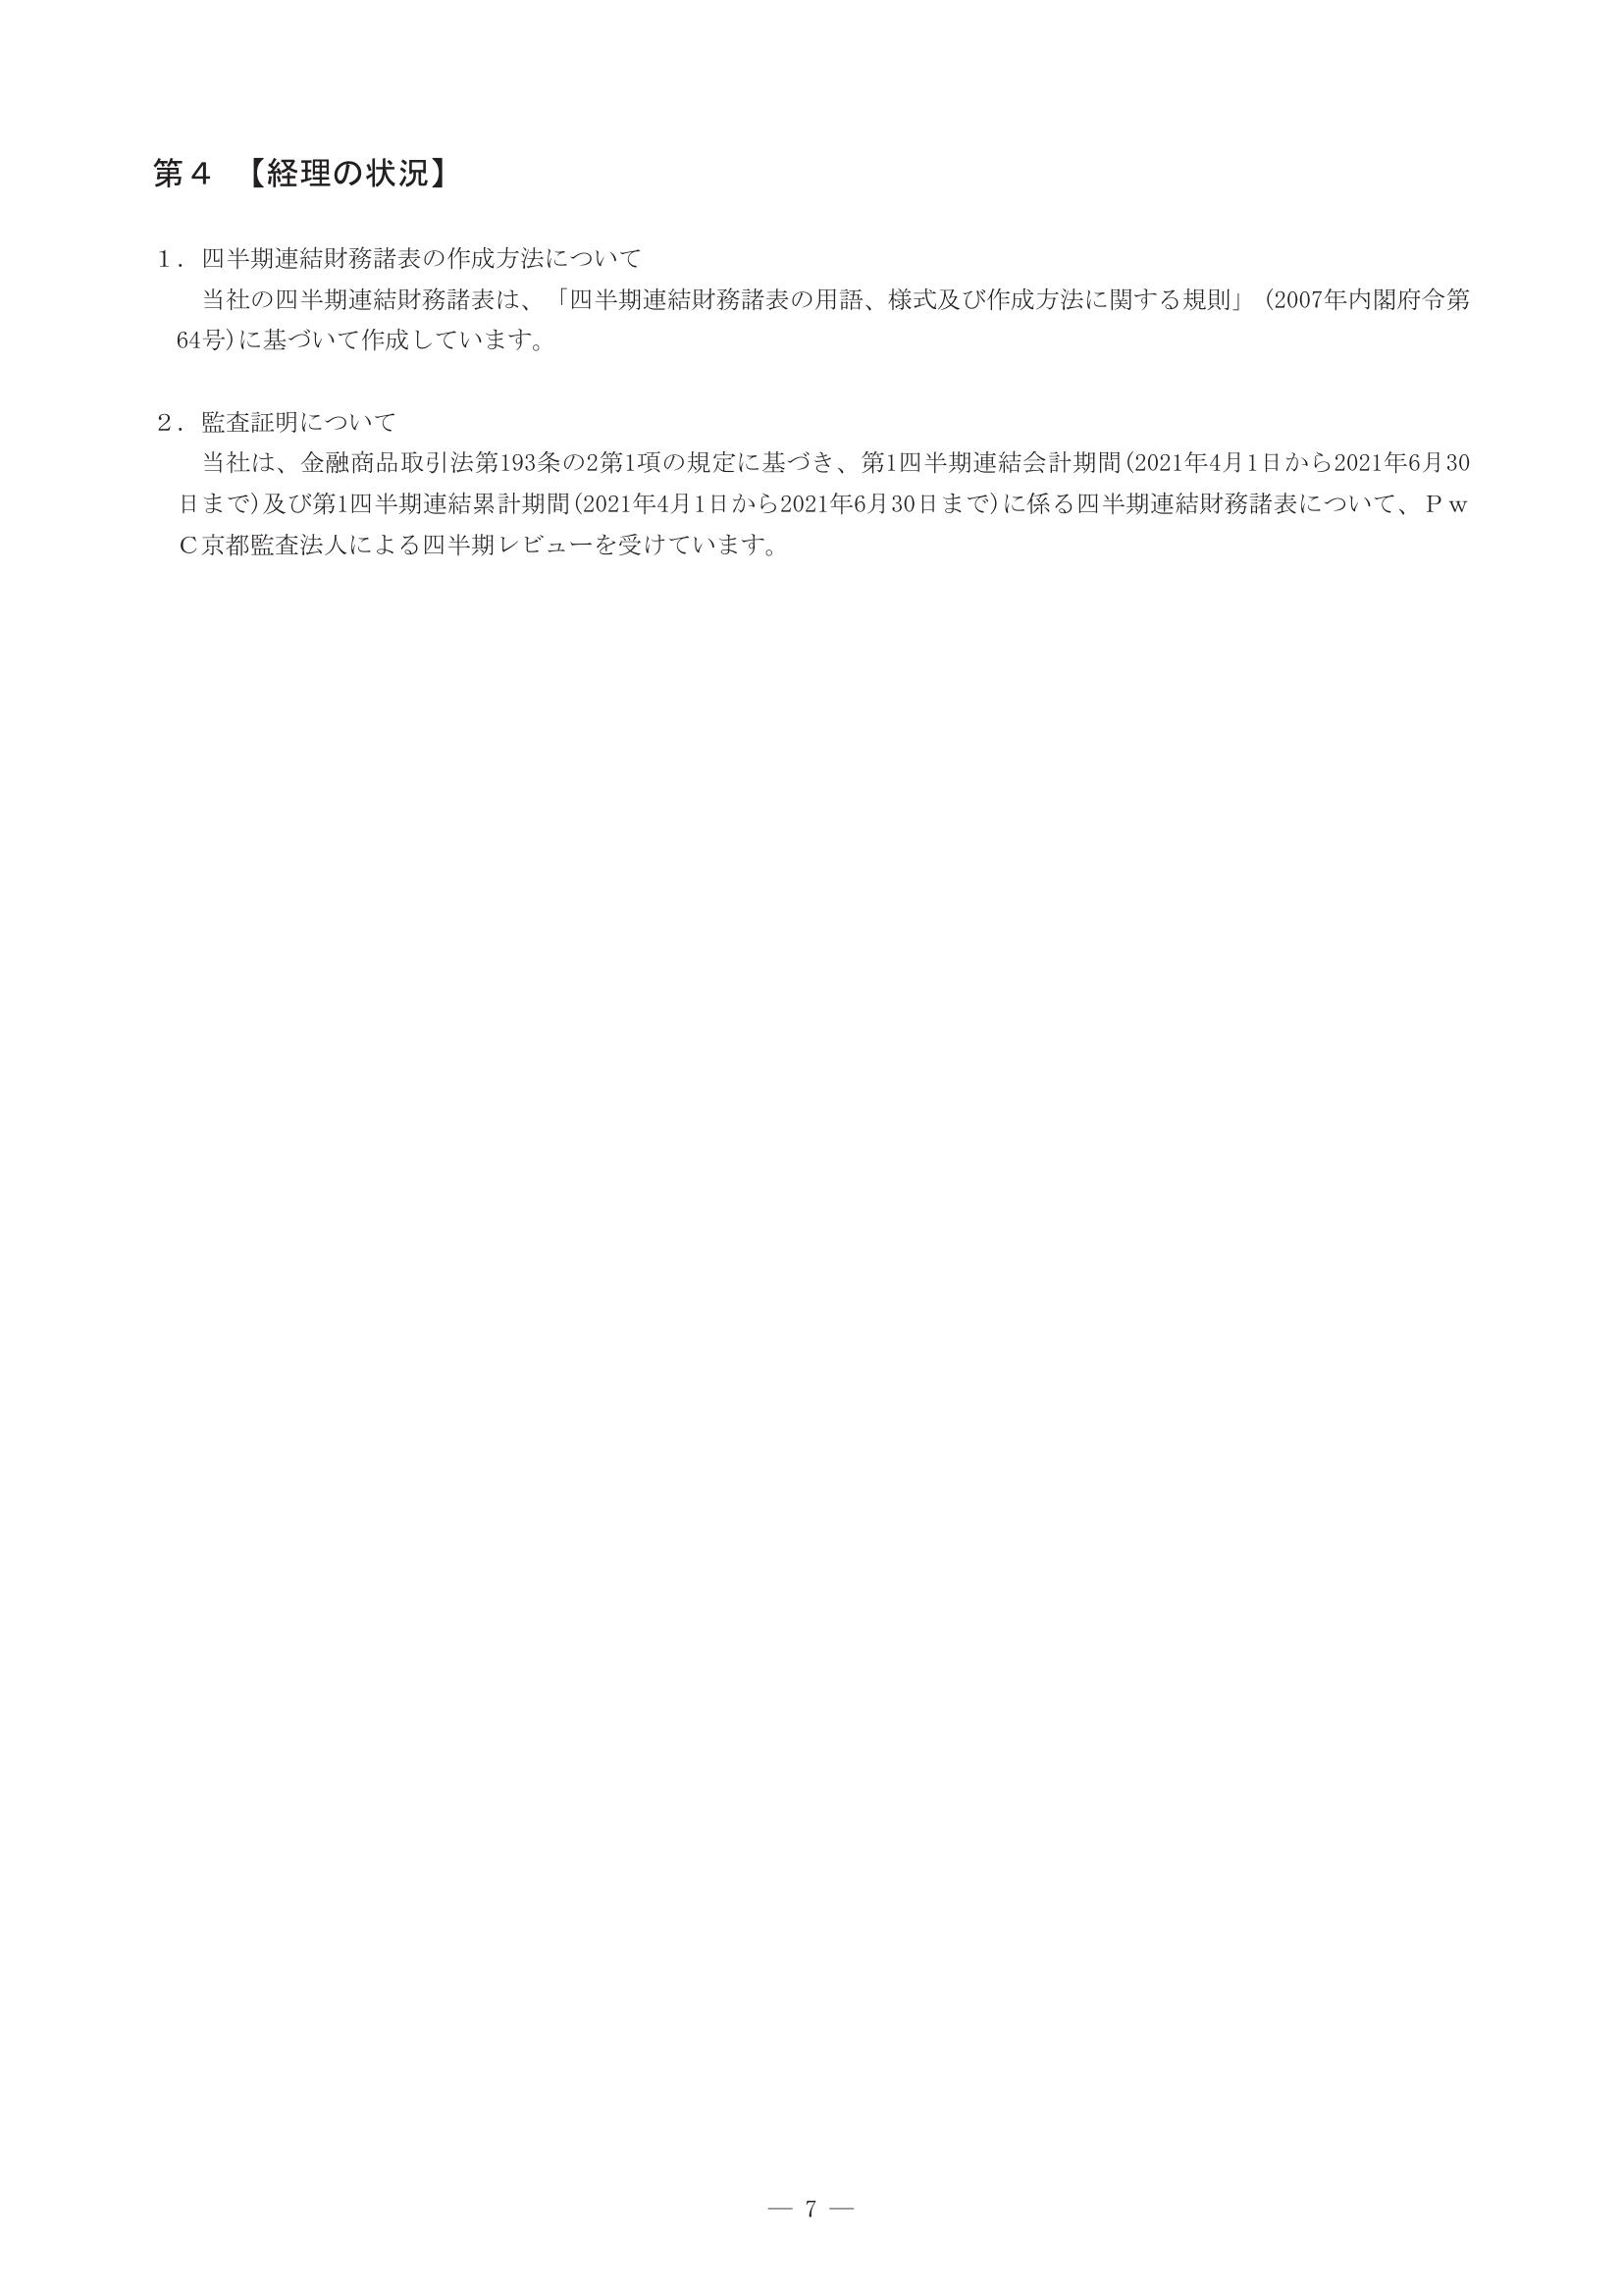 第４　【経理の状況】
１．四半期連結財務諸表の作成方法について
当社の四半期連結財務諸表は、「四半期連結財務諸表の用語、様式及び作成方法に関する規則」（2007年内閣府令第
64号)に基づいて作成しています。
２．監査証明について
当社は、金融商品取引法第193条の2第1項の規定に基づき、第1四半期連結会計期間(2021年4月1日から2021年6月30
日まで)及び第1四半期連結累計期間(2021年4月1日から2021年6月30日まで)に係る四半期連結財務諸表について、Ｐｗ
Ｃ京都監査法人による四半期レビューを受けています。
― 7 ―